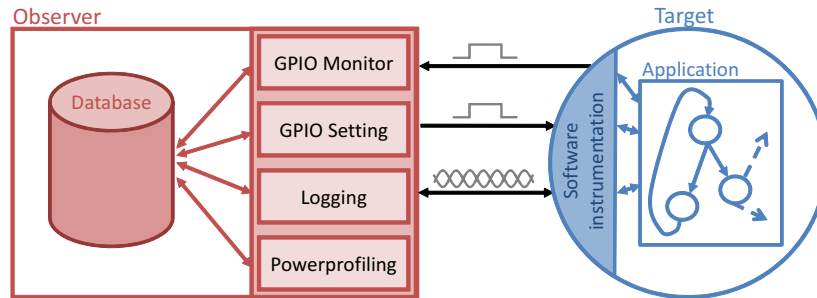 Observer
Target
Database
GPIO Monitor
GPIO Setting
Logging
Powerprofiling
Software
instrumentation
Application